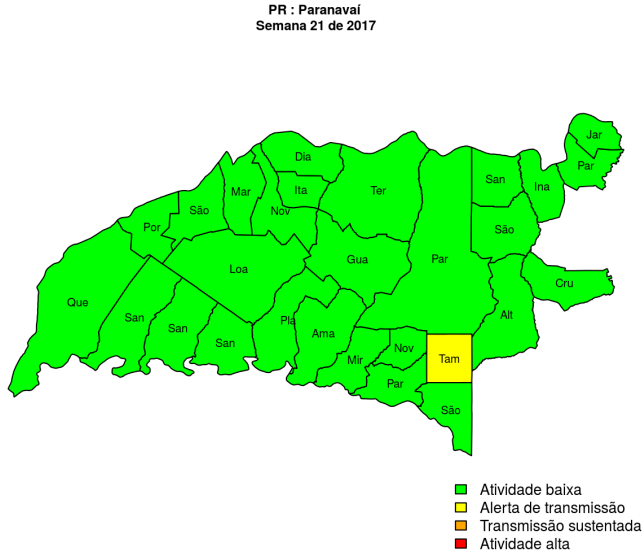 PR : Paranavaí
Semana 21 de 2017
Jar
Par
Dia
Ita
Mar
Ter
San
Ina
São
Nov
Por
São
Loa
Gua
Par
Cru
Que
San
San
San
Pla
Ama
Alt
Mir
Nov
Tam
Par
São
Atividade baixa
Alerta de transmissão
Transmissão sustentada
Atividade alta